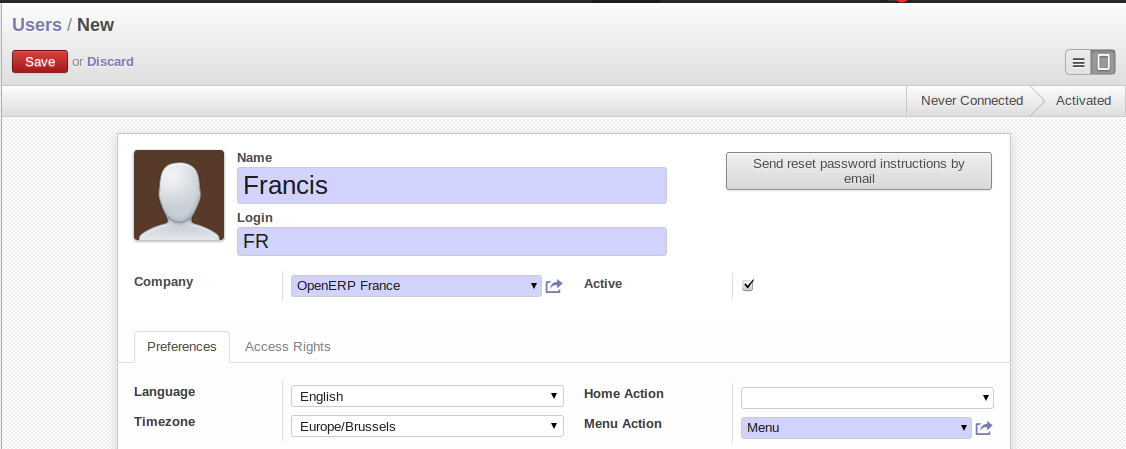 Users / New
Save or Discard
Never Connected Activated
Name
Francis
Send reset password instructions by
email
Login
FR
Company OpenERP France Active
Preferences Access Rights
Language English Home Action
Timezone Europe/Brussels Menu Action Menu